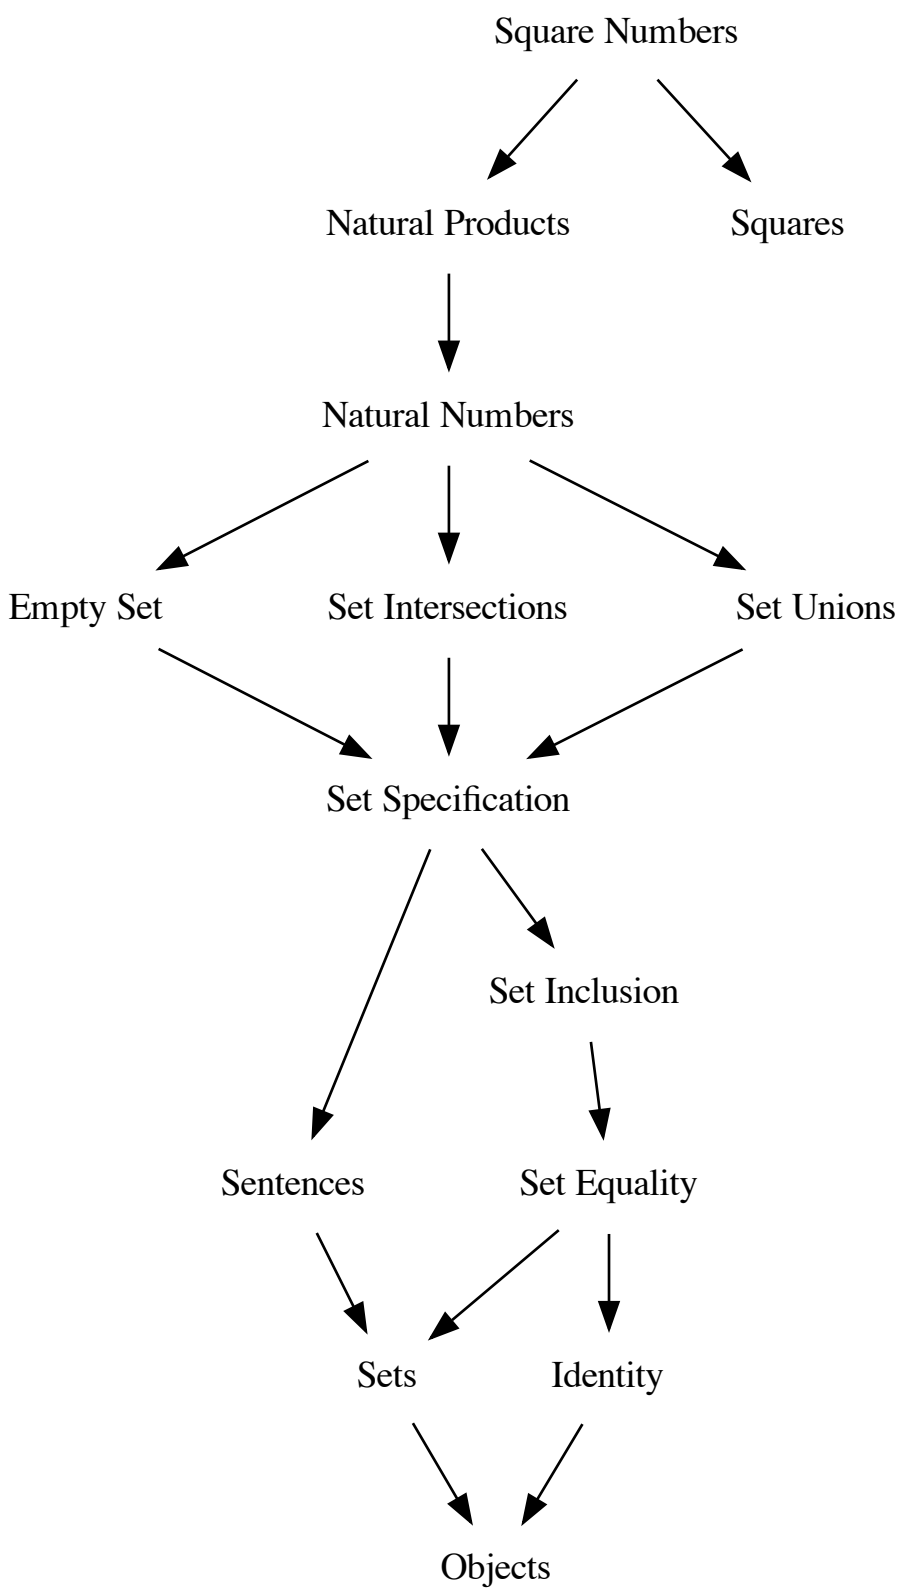 Square Numbers
Natural Products
Squares
Natural Numbers
Empty Set
Set Intersections
Set Unions
Set Specification
Set Inclusion
Sentences
Set Equality
Sets
Identity
Objects